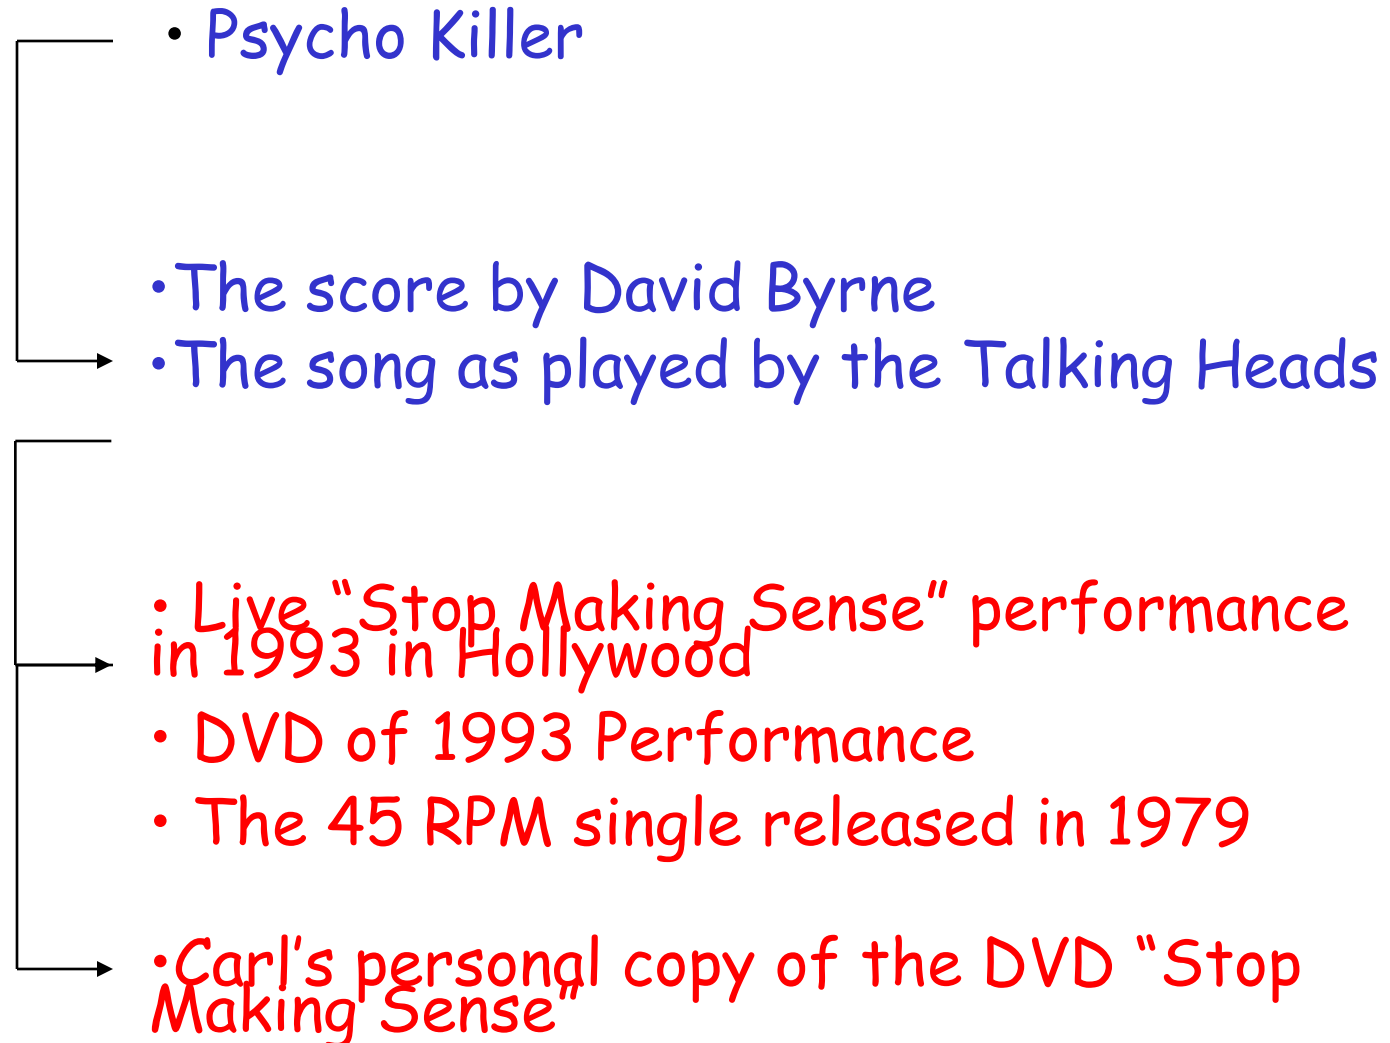 • Psycho Killer
•The score by David Byrne
•The song as played by the Talking Heads
• Live “Stop Making Sense” performance
in 1993 in Hollywood
• DVD of 1993 Performance
• The 45 RPM single released in 1979
•Carl’s personal copy of the DVD “Stop
Making Sense”